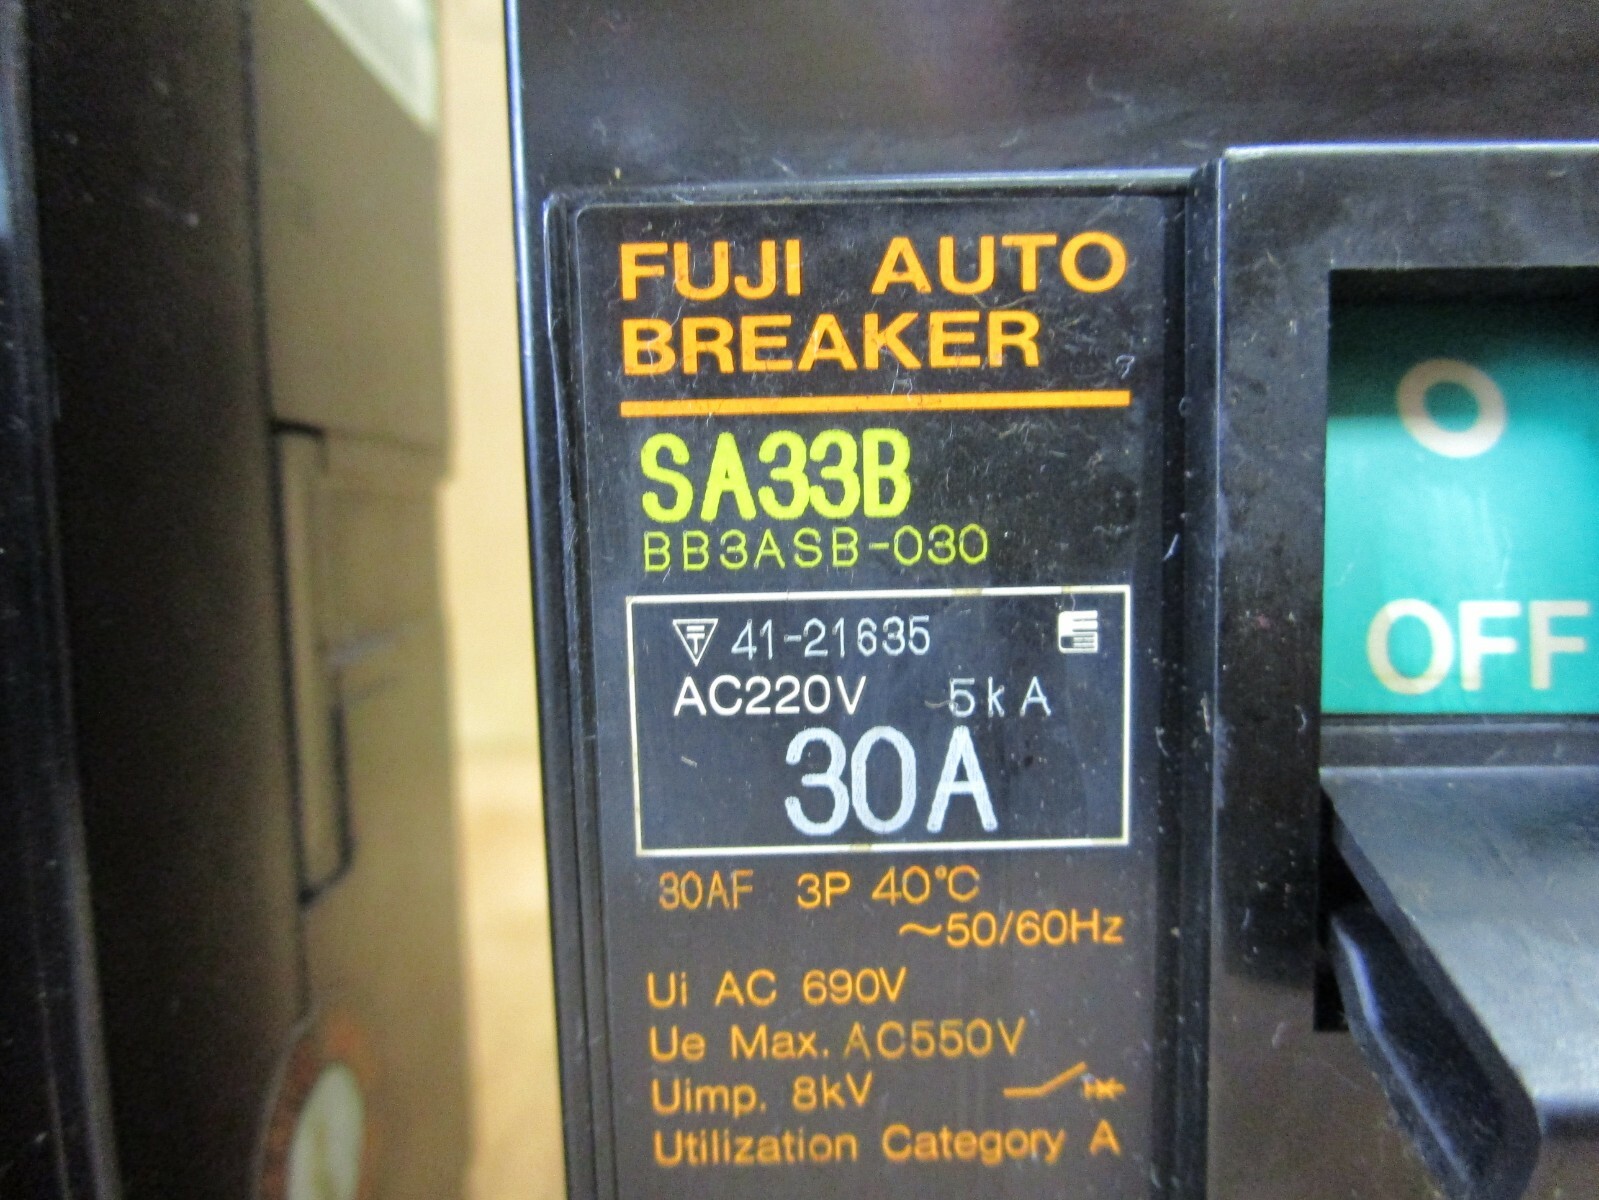 FUJI AUTO
BREAKER
SA33B
BB3ASB-030
41-21635
AC220V 5kA
30A
30AF 3P 40°C
~50/60Hz
Ui AC 690V
Ue Max. AC550V
Uimp. 8kV
Utilization Category A
O
OFF